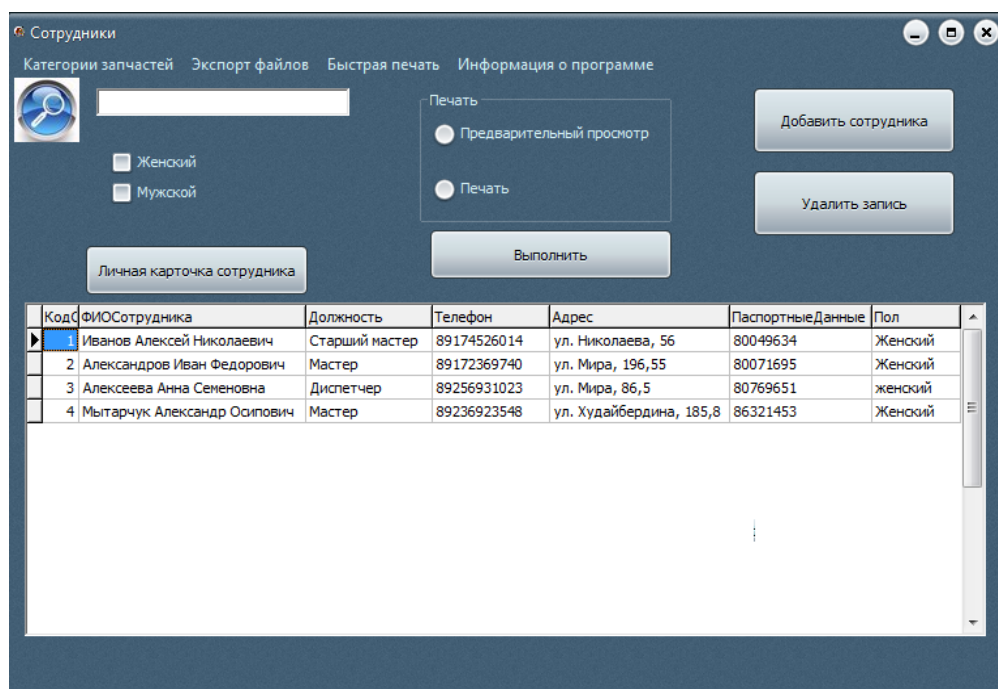 Сотрудники
Категории запчастей Экспорт файлов Быстрая печать Информация о программе
Печать
Предварительный просмотр
Печать
Женский
Мужской
Добавить сотрудника
Удалить запись
Выполнить
Личная карточка сотрудника
КодС ФИОСотрудника Должность Телефон Адрес ПаспортныеДанные Пол
1 Иванов Алексей Николаевич Старший мастер 89174526014 ул. Николаева, 56 80049634 Женский
2 Александров Иван Федорович Мастер 89172369740 ул. Мира, 196,55 80071695 Женский
3 Алексеева Анна Семеновна Диспетчер 89256931023 ул. Мира, 86,5 80769651 женский
4 Мытарчук Александр Осипович Мастер 89236923548 ул. Худайбердина, 185,8 86321453 Женский